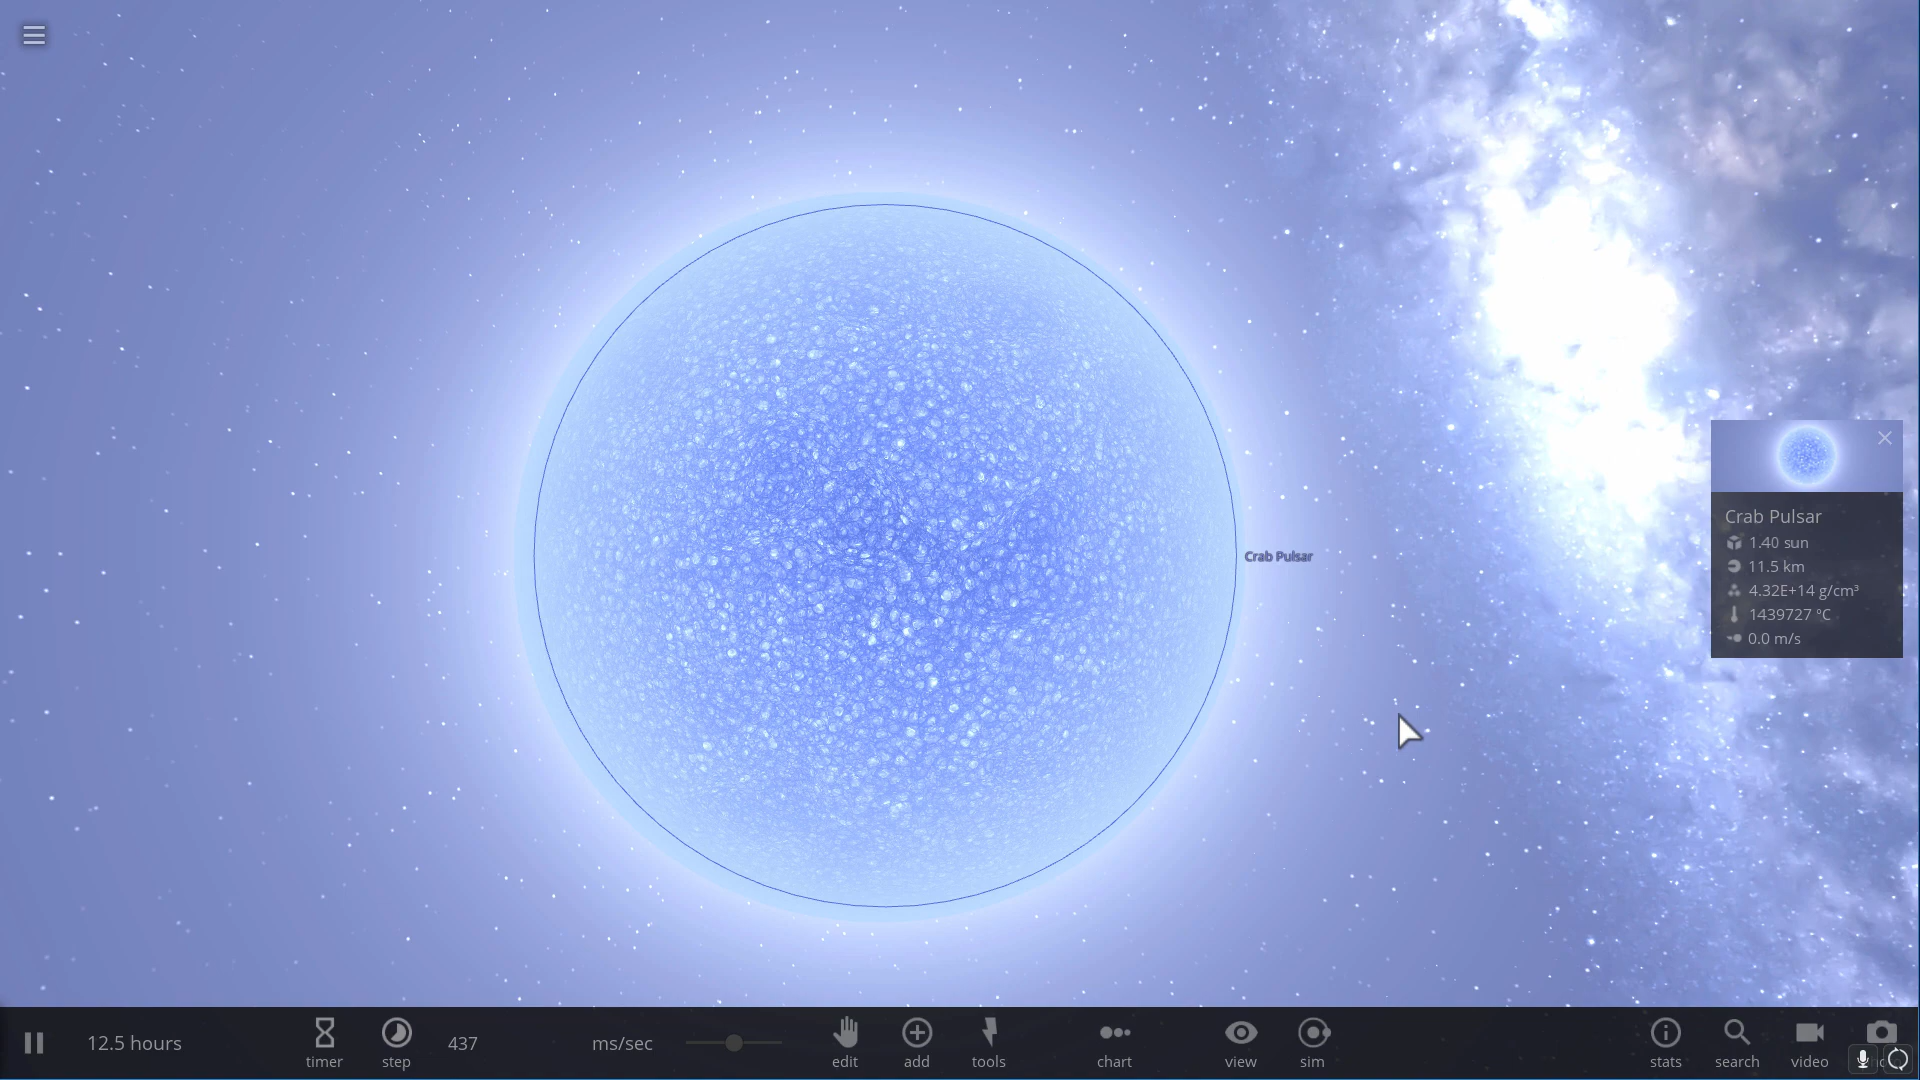 Crab Pulsar
Crab Pulsar
1.40 sun
11.5 km
4.32E+14 g/cm³
1439727 °C
0.0 m/s
12.5 hours
timer
step
437
ms/sec
edit
add
tools
chart
view
sim
stats
search
video